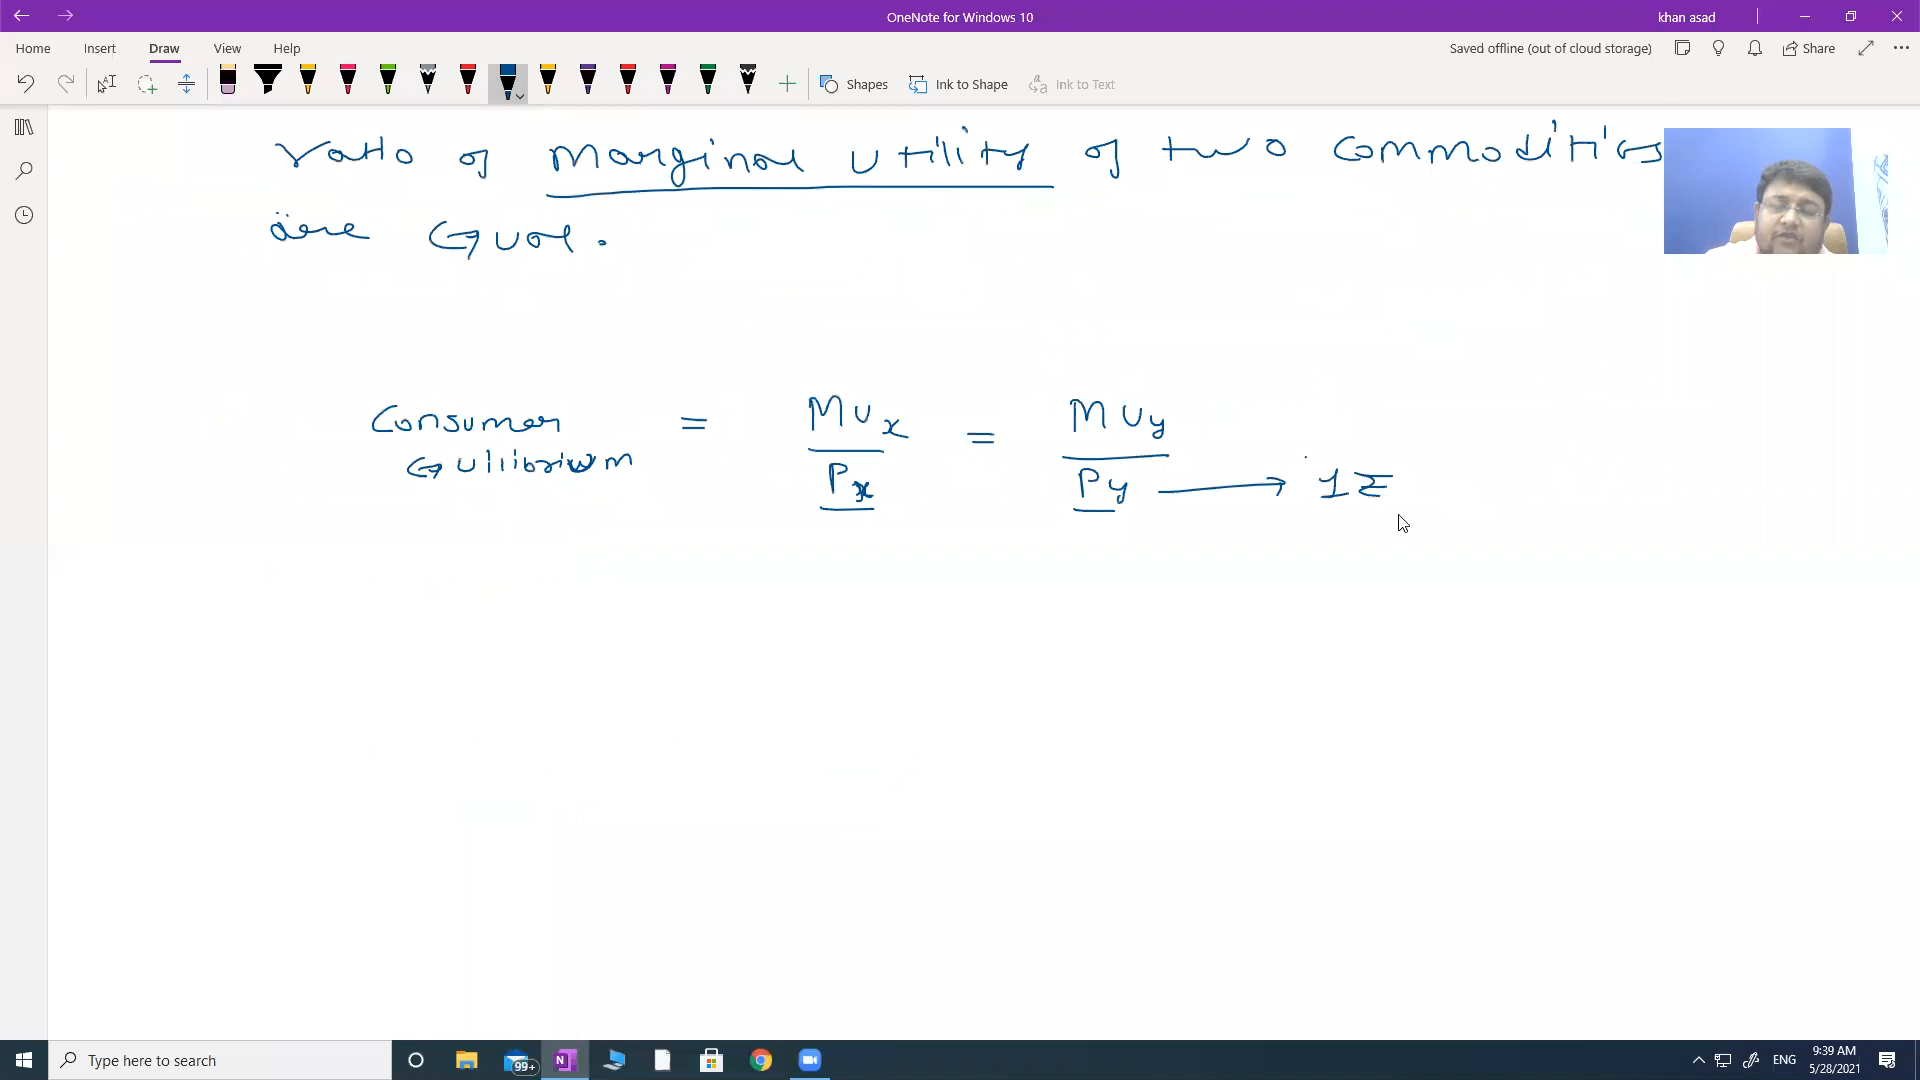 OneNote for Windows 10
khan asad
Home Insert Draw View Help
Saved offline (out of cloud storage)
Share
Shapes
Ink to Shape
Ink to Text
ratio of marginal utility of two commodities
are equal.
Consumer = MUx = MUy
Equilibrium Px Py → 1
Type here to search
99+
ENG
9:39 AM
5/28/2021